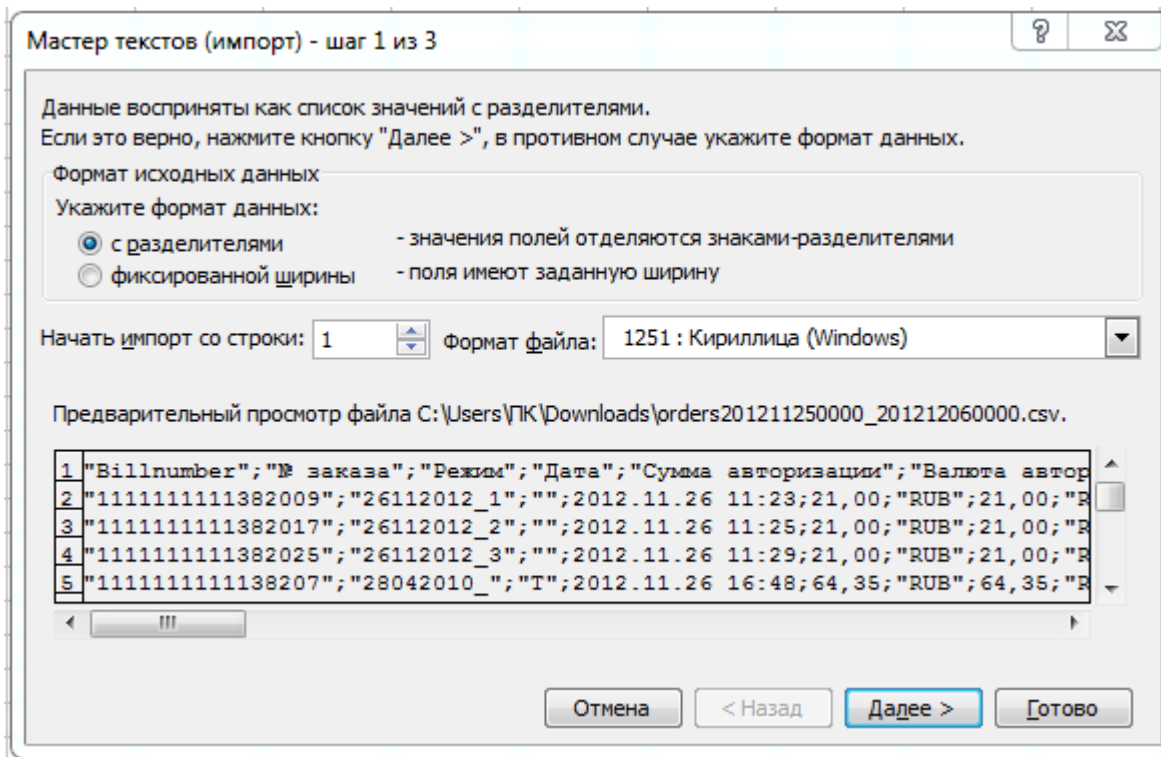 Мастер текстов (импорт) - шаг 1 из 3
Данные восприняты как список значений с разделителями.
Если это верно, нажмите кнопку "Далее >", в противном случае укажите формат данных.
Формат исходных данных
Укажите формат данных:
с разделителями - значения полей отделяются знаками-разделителями
фиксированной ширины - поля имеют заданную ширину
Начать импорт со строки: 1 Формат файла: 1251 : Кириллица (Windows)
Предварительный просмотр файла C:\Users\ПК\Downloads\orders201211250000_201212060000.csv.
1 "Billnumber";"№ заказа";"Режим";"Дата";"Сумма авторизации";"Валюта автор
2 "1111111111382009";"26112012_1";"";2012.11.26 11:23;21,00;"RUB";21,00;"R
3 "1111111111382017";"26112012_2";"";2012.11.26 11:25;21,00;"RUB";21,00;"R
4 "1111111111382025";"26112012_3";"";2012.11.26 11:29;21,00;"RUB";21,00;"R
5 "1111111111138207";"28042010_";"T";2012.11.26 16:48;64,35;"RUB";64,35;"R
Отмена < Назад Далее > Готово